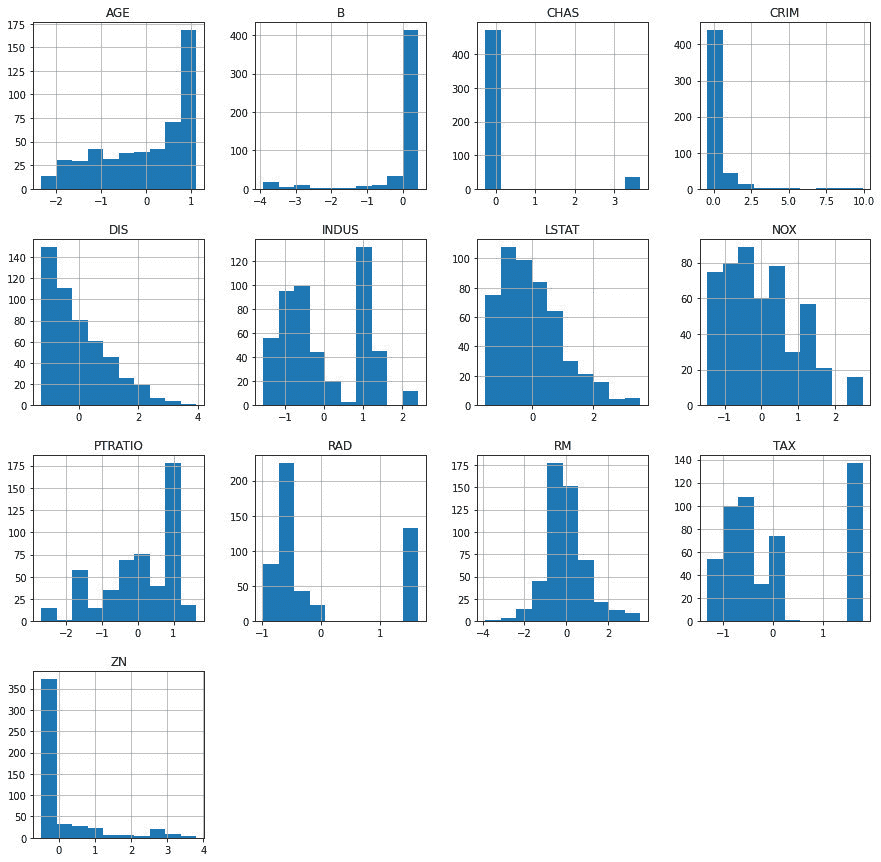 AGE B CHAS CRIM
175 150 125 100 75 50 25 0
−2 −1 0 1
400 300 200 100 0
−4 −3 −2 −1 0
400 300 200 100 0
0 1 2 3
400 300 200 100 0
0.0 2.5 5.0 7.5 10.0
DIS INDUS LSTAT NOX
140 120 100 80 60 40 20 0
0 2 4
120 100 80 60 40 20 0
−1 0 1 2
100 80 60 40 20 0
0 2
80 60 40 20 0
−1 0 1 2
PTRATIO RAD RM TAX
175 150 125 100 75 50 25 0
−2 −1 0 1
200 150 100 50 0
−1 0 1
175 150 125 100 75 50 25 0
−4 −2 0 2
140 120 100 80 60 40 20 0
−1 0 1
ZN
350 300 250 200 150 100 50 0
0 1 2 3 4